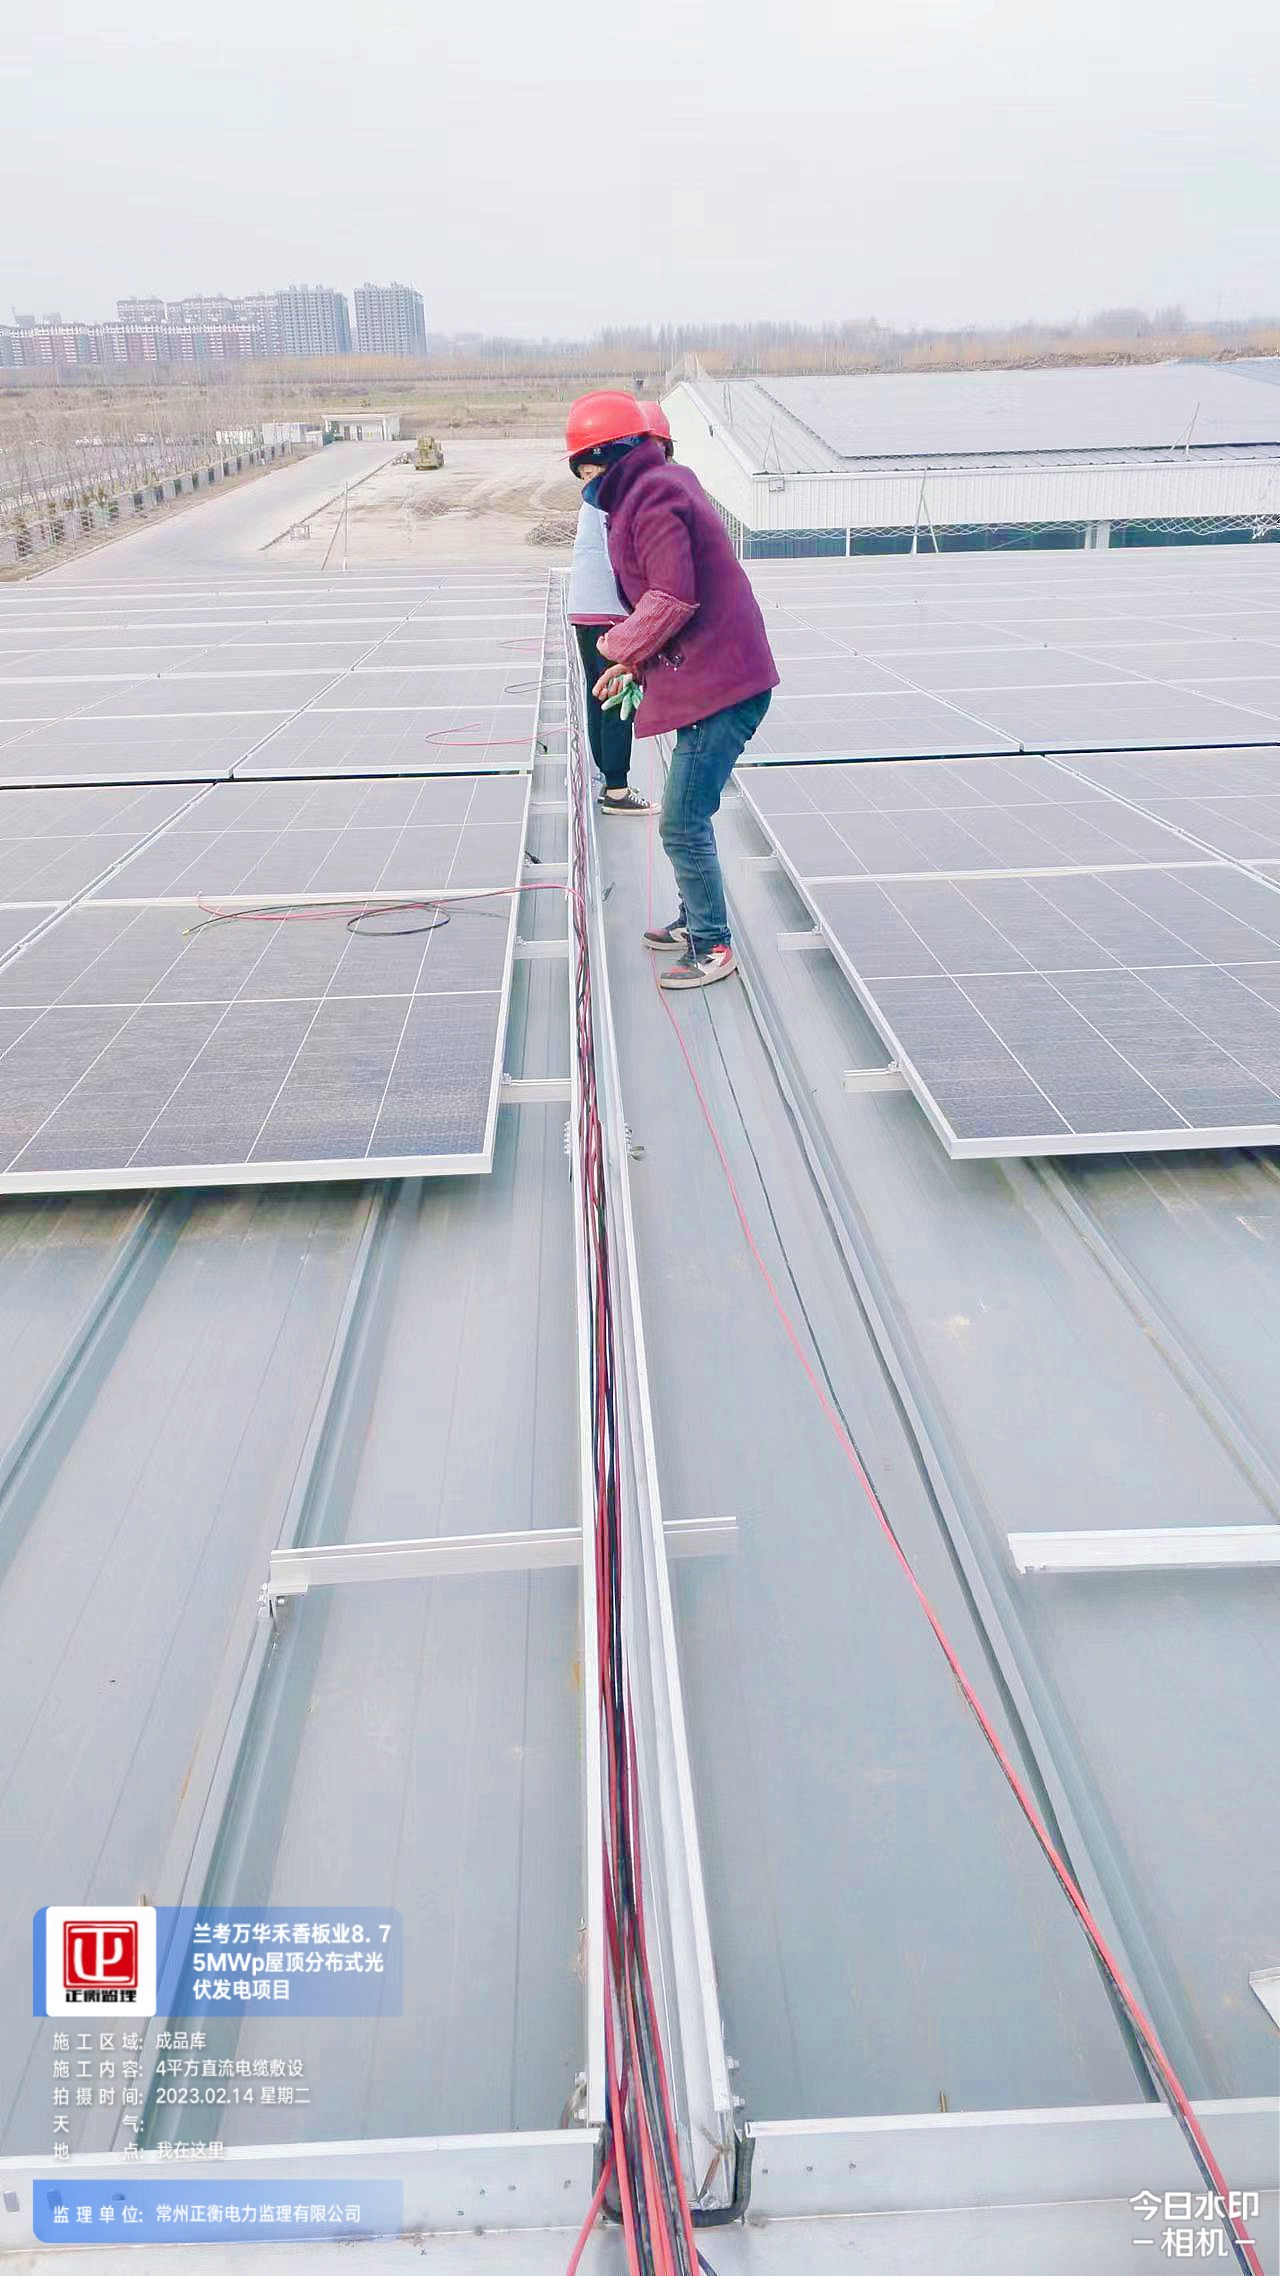 兰考万华禾香板业8.7
5MWp屋顶分布式光
伏发电项目
正衡监理
施工区域: 成品库
施工内容: 4平方直流电缆敷设
拍摄时间: 2023.02.14 星期二
天气:
地点: 我在这里
监理单位: 常州正衡电力监理有限公司
今日水印
相机